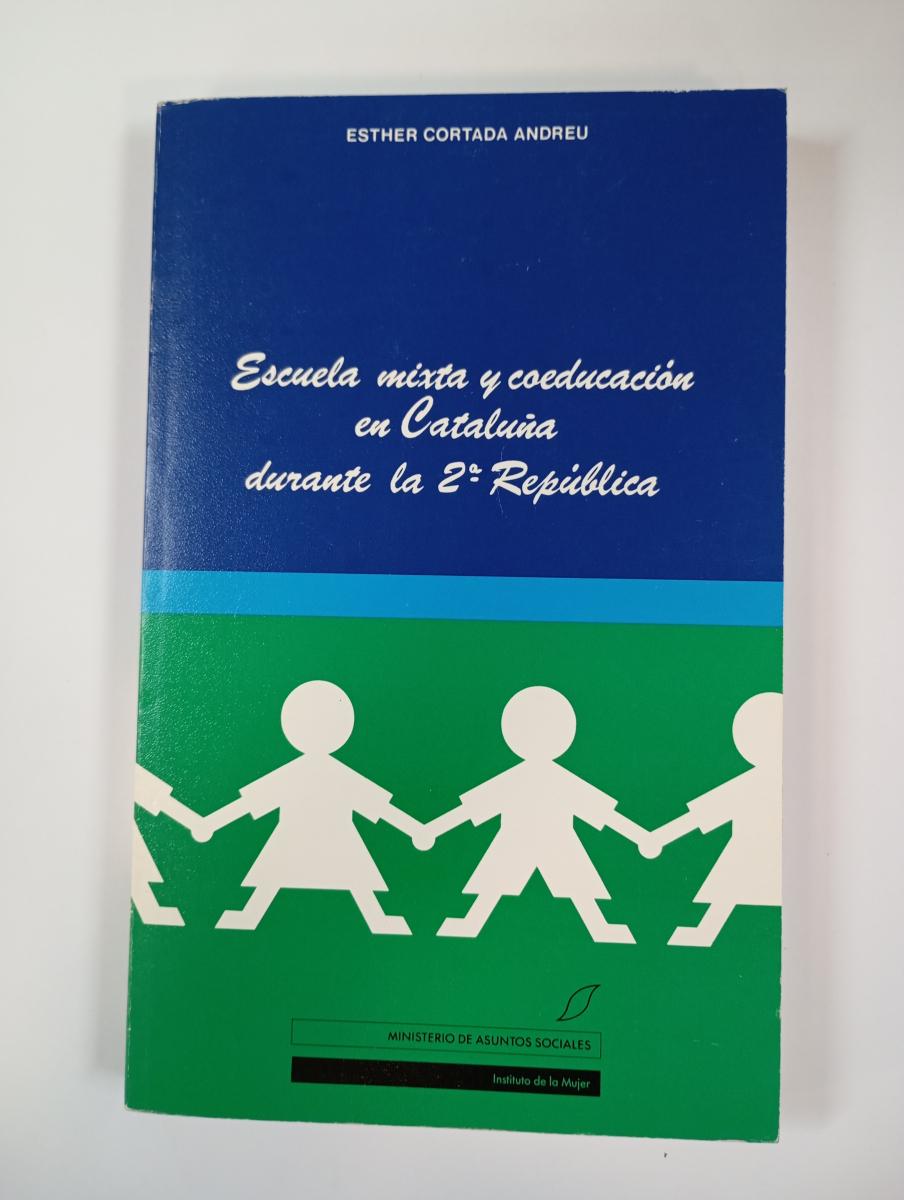 ESTHER CORTADA ANDREU
Escuela mixta y coeducación
en Cataluña
durante la 2ª República
MINISTERIO DE ASUNTOS SOCIALES
Instituto de la Mujer